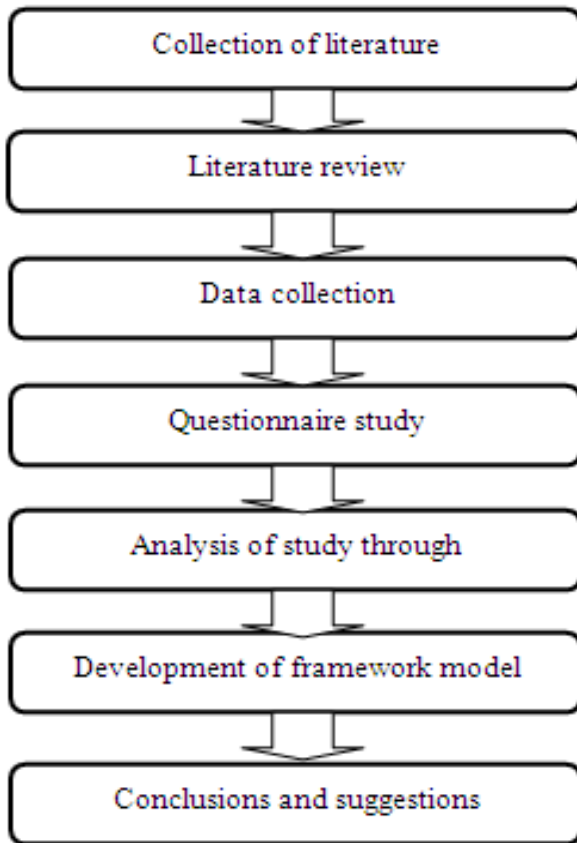 Collection of literature
Literature review
Data collection
Questionnaire study
Analysis of study through
Development of framework model
Conclusions and suggestions